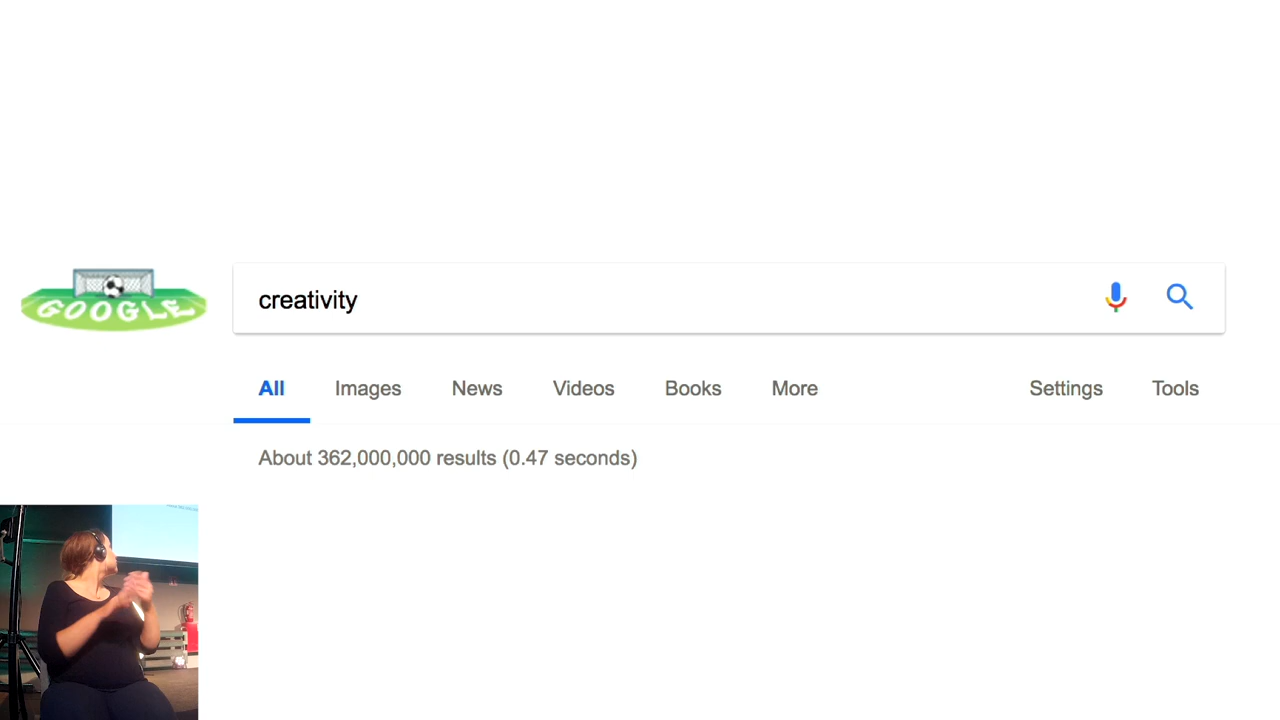 GOOGLE
creativity
All Images News Videos Books More Settings Tools
About 362,000,000 results (0.47 seconds)